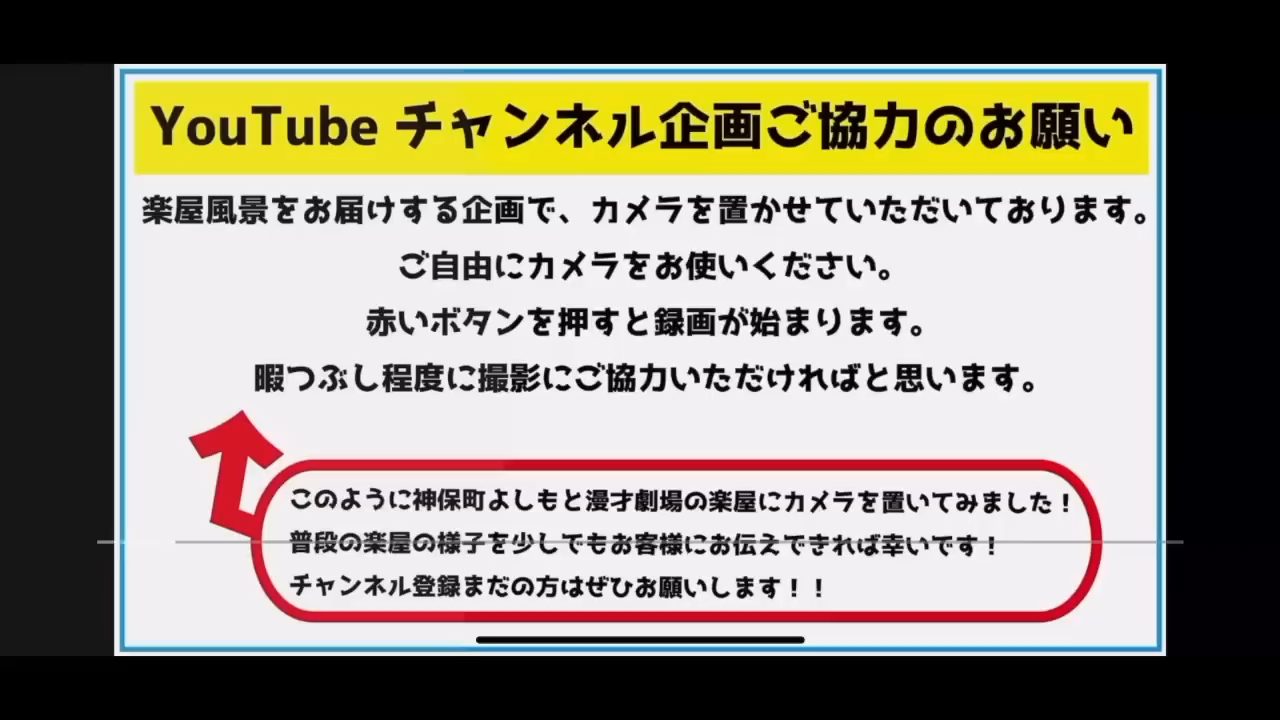 YouTube チャンネル企画ご協力のお願い
楽屋風景をお届けする企画で、カメラを置かせていただいております。
ご自由にカメラをお使いください。
赤いボタンを押すと録画が始まります。
暇つぶし程度に撮影にご協力いただければと思います。
このように神保町よしもと漫才劇場の楽屋にカメラを置いてみました！
普段の楽屋の様子を少しでもお客様にお伝えできれば幸いです！
チャンネル登録まだの方はぜひお願いします！！